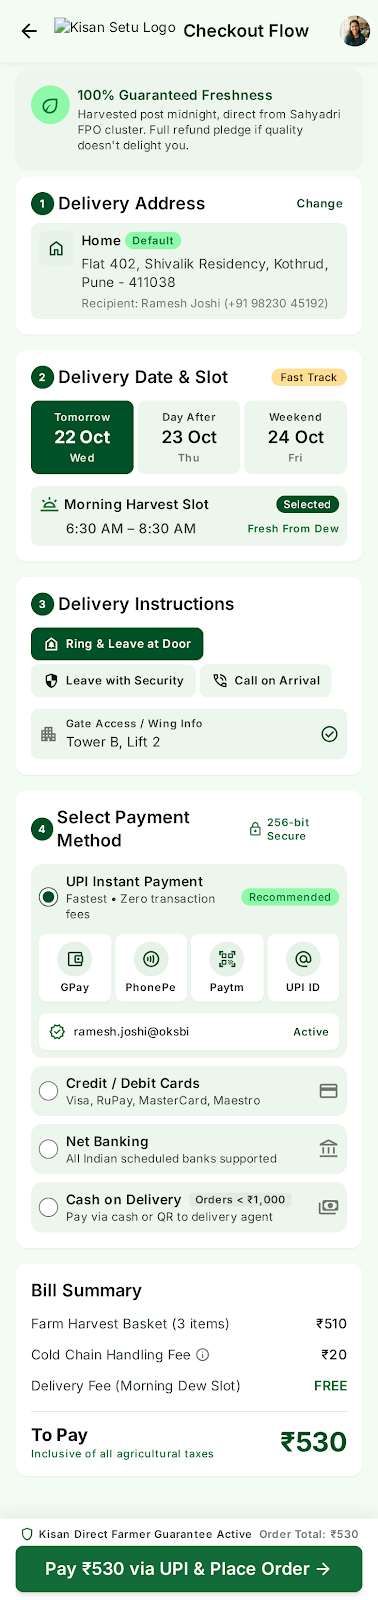 Kisan Setu Logo Checkout Flow
100% Guaranteed Freshness
Harvested post midnight, direct from Sahyadri
FPO cluster. Full refund pledge if quality
doesn't delight you.
1 Delivery Address Change
Home Default
Flat 402, Shivalik Residency, Kothrud,
Pune - 411038
Recipient: Ramesh Joshi (+91 98230 45192)
2 Delivery Date & Slot Fast Track
Tomorrow Day After Weekend
22 Oct 23 Oct 24 Oct
Wed Thu Fri
Morning Harvest Slot Selected
6:30 AM – 8:30 AM Fresh From Dew
3 Delivery Instructions
Ring & Leave at Door
Leave with Security Call on Arrival
Gate Access / Wing Info
Tower B, Lift 2
4 Select Payment
Method
256-bit
Secure
UPI Instant Payment
Fastest • Zero transaction
fees
Recommended
GPay PhonePe Paytm UPI ID
ramesh.joshi@oksbi Active
Credit / Debit Cards
Visa, RuPay, MasterCard, Maestro
Net Banking
All Indian scheduled banks supported
Cash on Delivery Orders < ₹1,000
Pay via cash or QR to delivery agent
Bill Summary
Farm Harvest Basket (3 items) ₹510
Cold Chain Handling Fee ₹20
Delivery Fee (Morning Dew Slot) FREE
To Pay ₹530
Inclusive of all agricultural taxes
Kisan Direct Farmer Guarantee Active Order Total: ₹530
Pay ₹530 via UPI & Place Order →